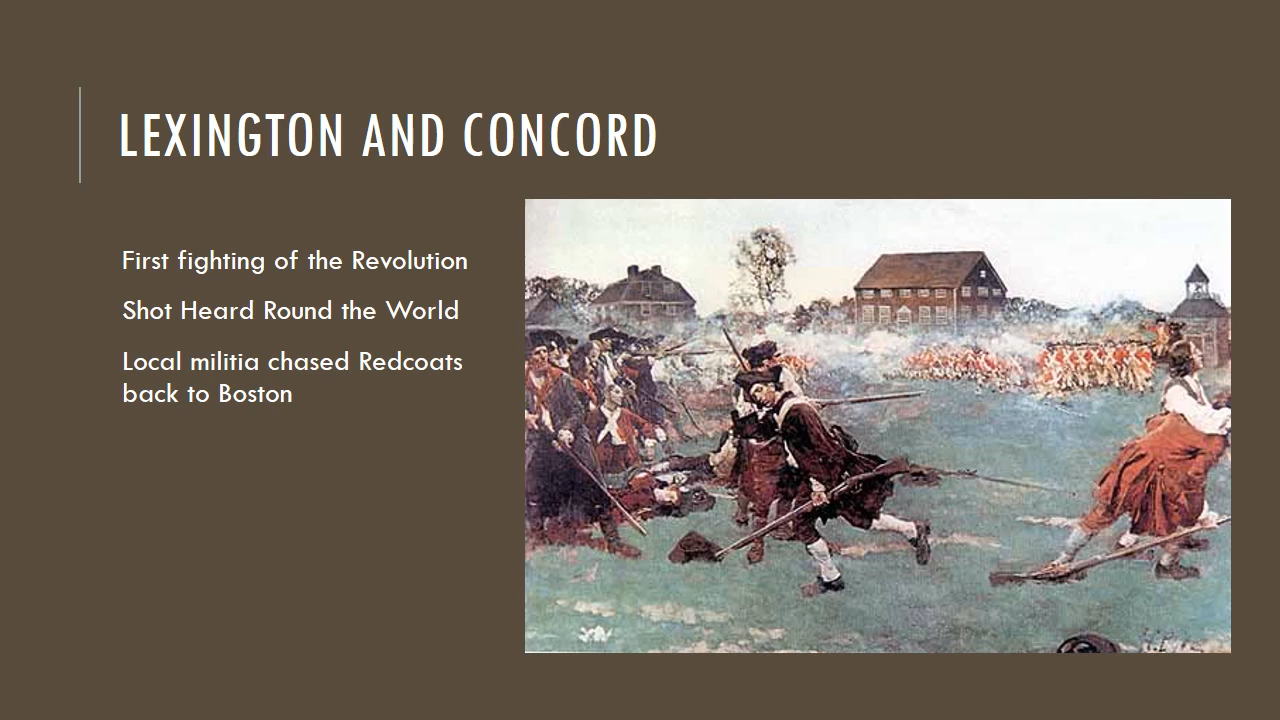 LEXINGTON AND CONCORD
First fighting of the Revolution
Shot Heard Round the World
Local militia chased Redcoats
back to Boston